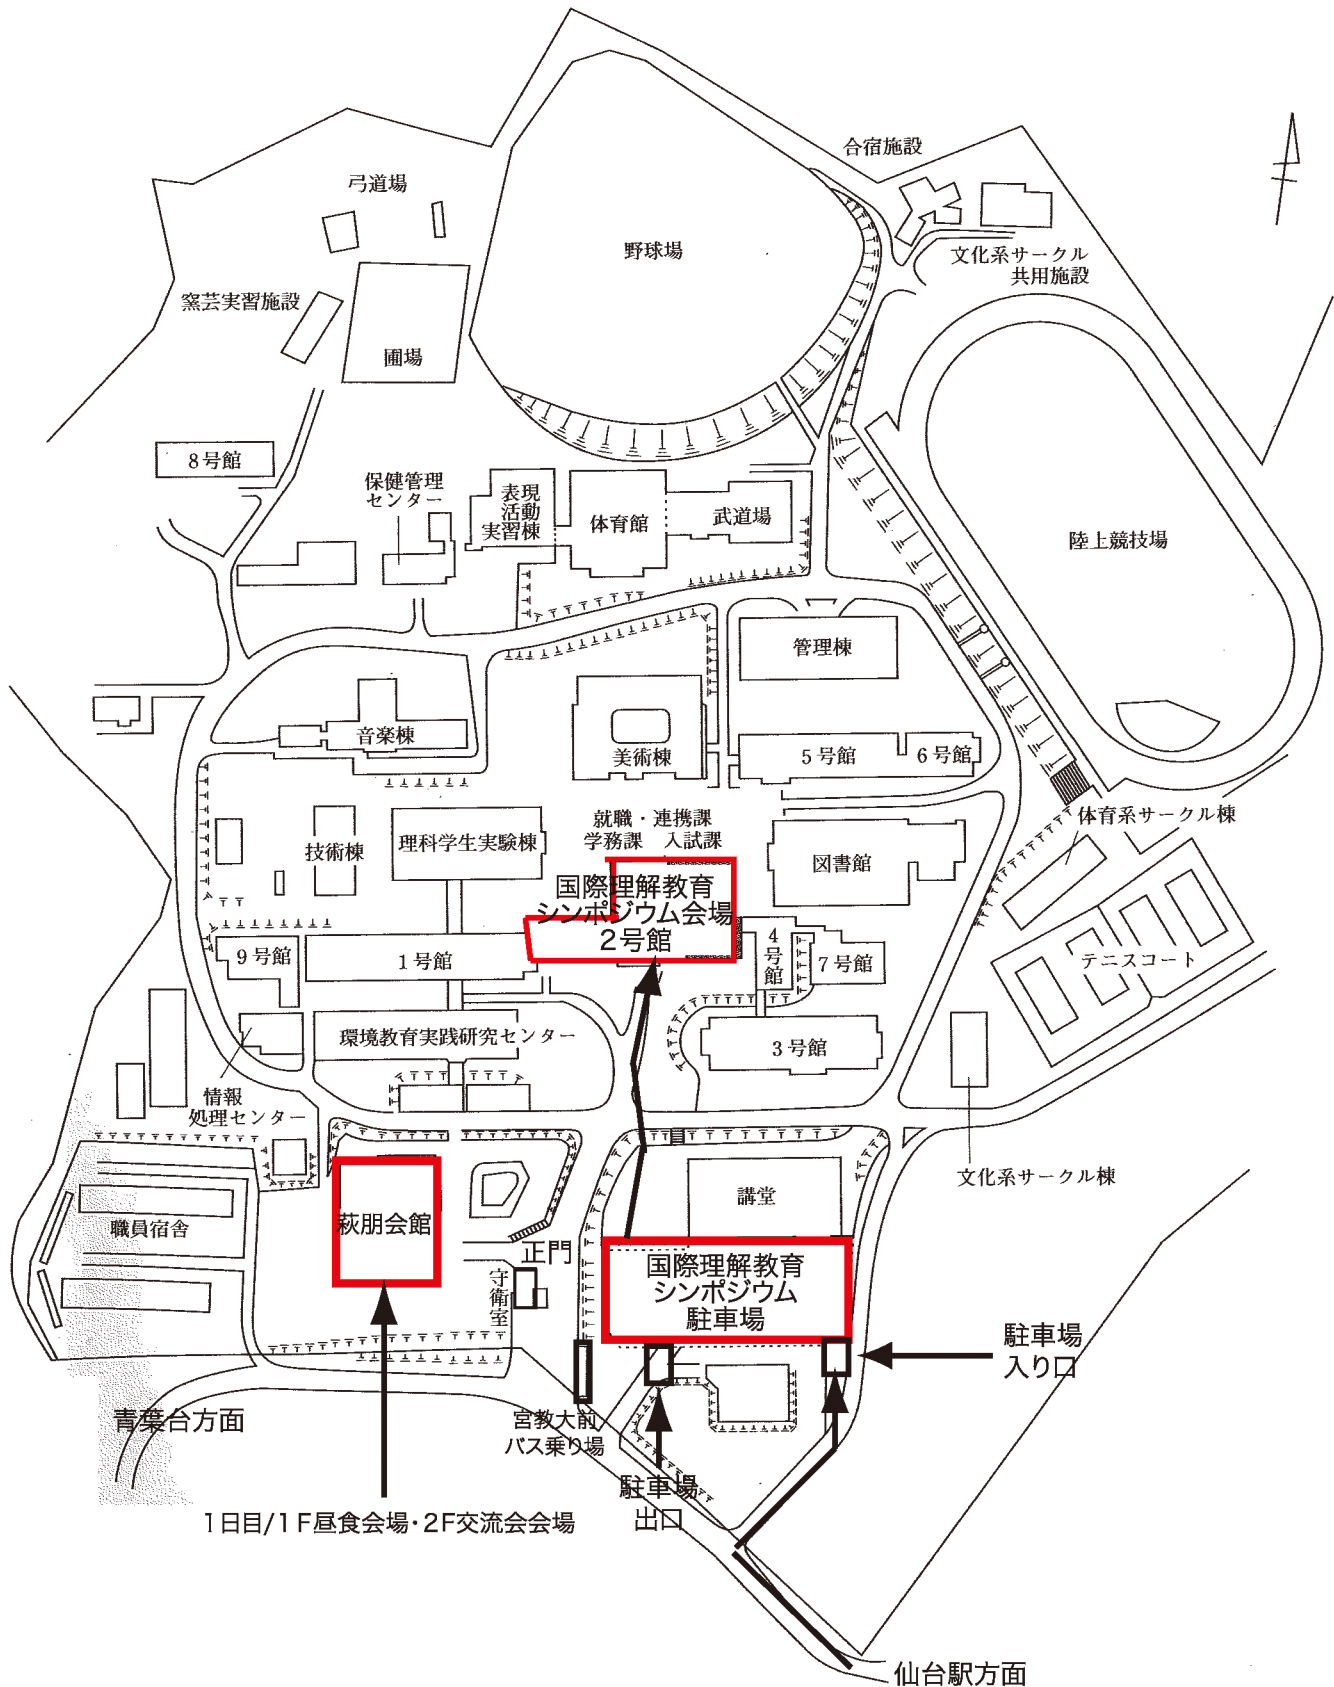 合宿施設
弓道場
野球場
文化系サークル
共用施設
窯芸実習施設
圃場
8号館
保健管理
センター
表現
活動
実習棟
体育館
武道場
陸上競技場
管理棟
音楽棟
美術棟
5号館
6号館
就職・連携課
学務課 入試課
体育系サークル棟
技術棟
理科学生実験棟
図書館
国際理解教育
シンポジウム会場
2号館
9号館
1号館
4号館
7号館
テニスコート
環境教育実践研究センター
3号館
情報
処理センター
文化系サークル棟
講堂
職員宿舎
萩朋会館
正門
守衛室
国際理解教育
シンポジウム
駐車場
駐車場
入り口
青葉台方面
宮教大前
バス乗り場
駐車場
出口
1日目/1F昼食会場・2F交流会会場
仙台駅方面